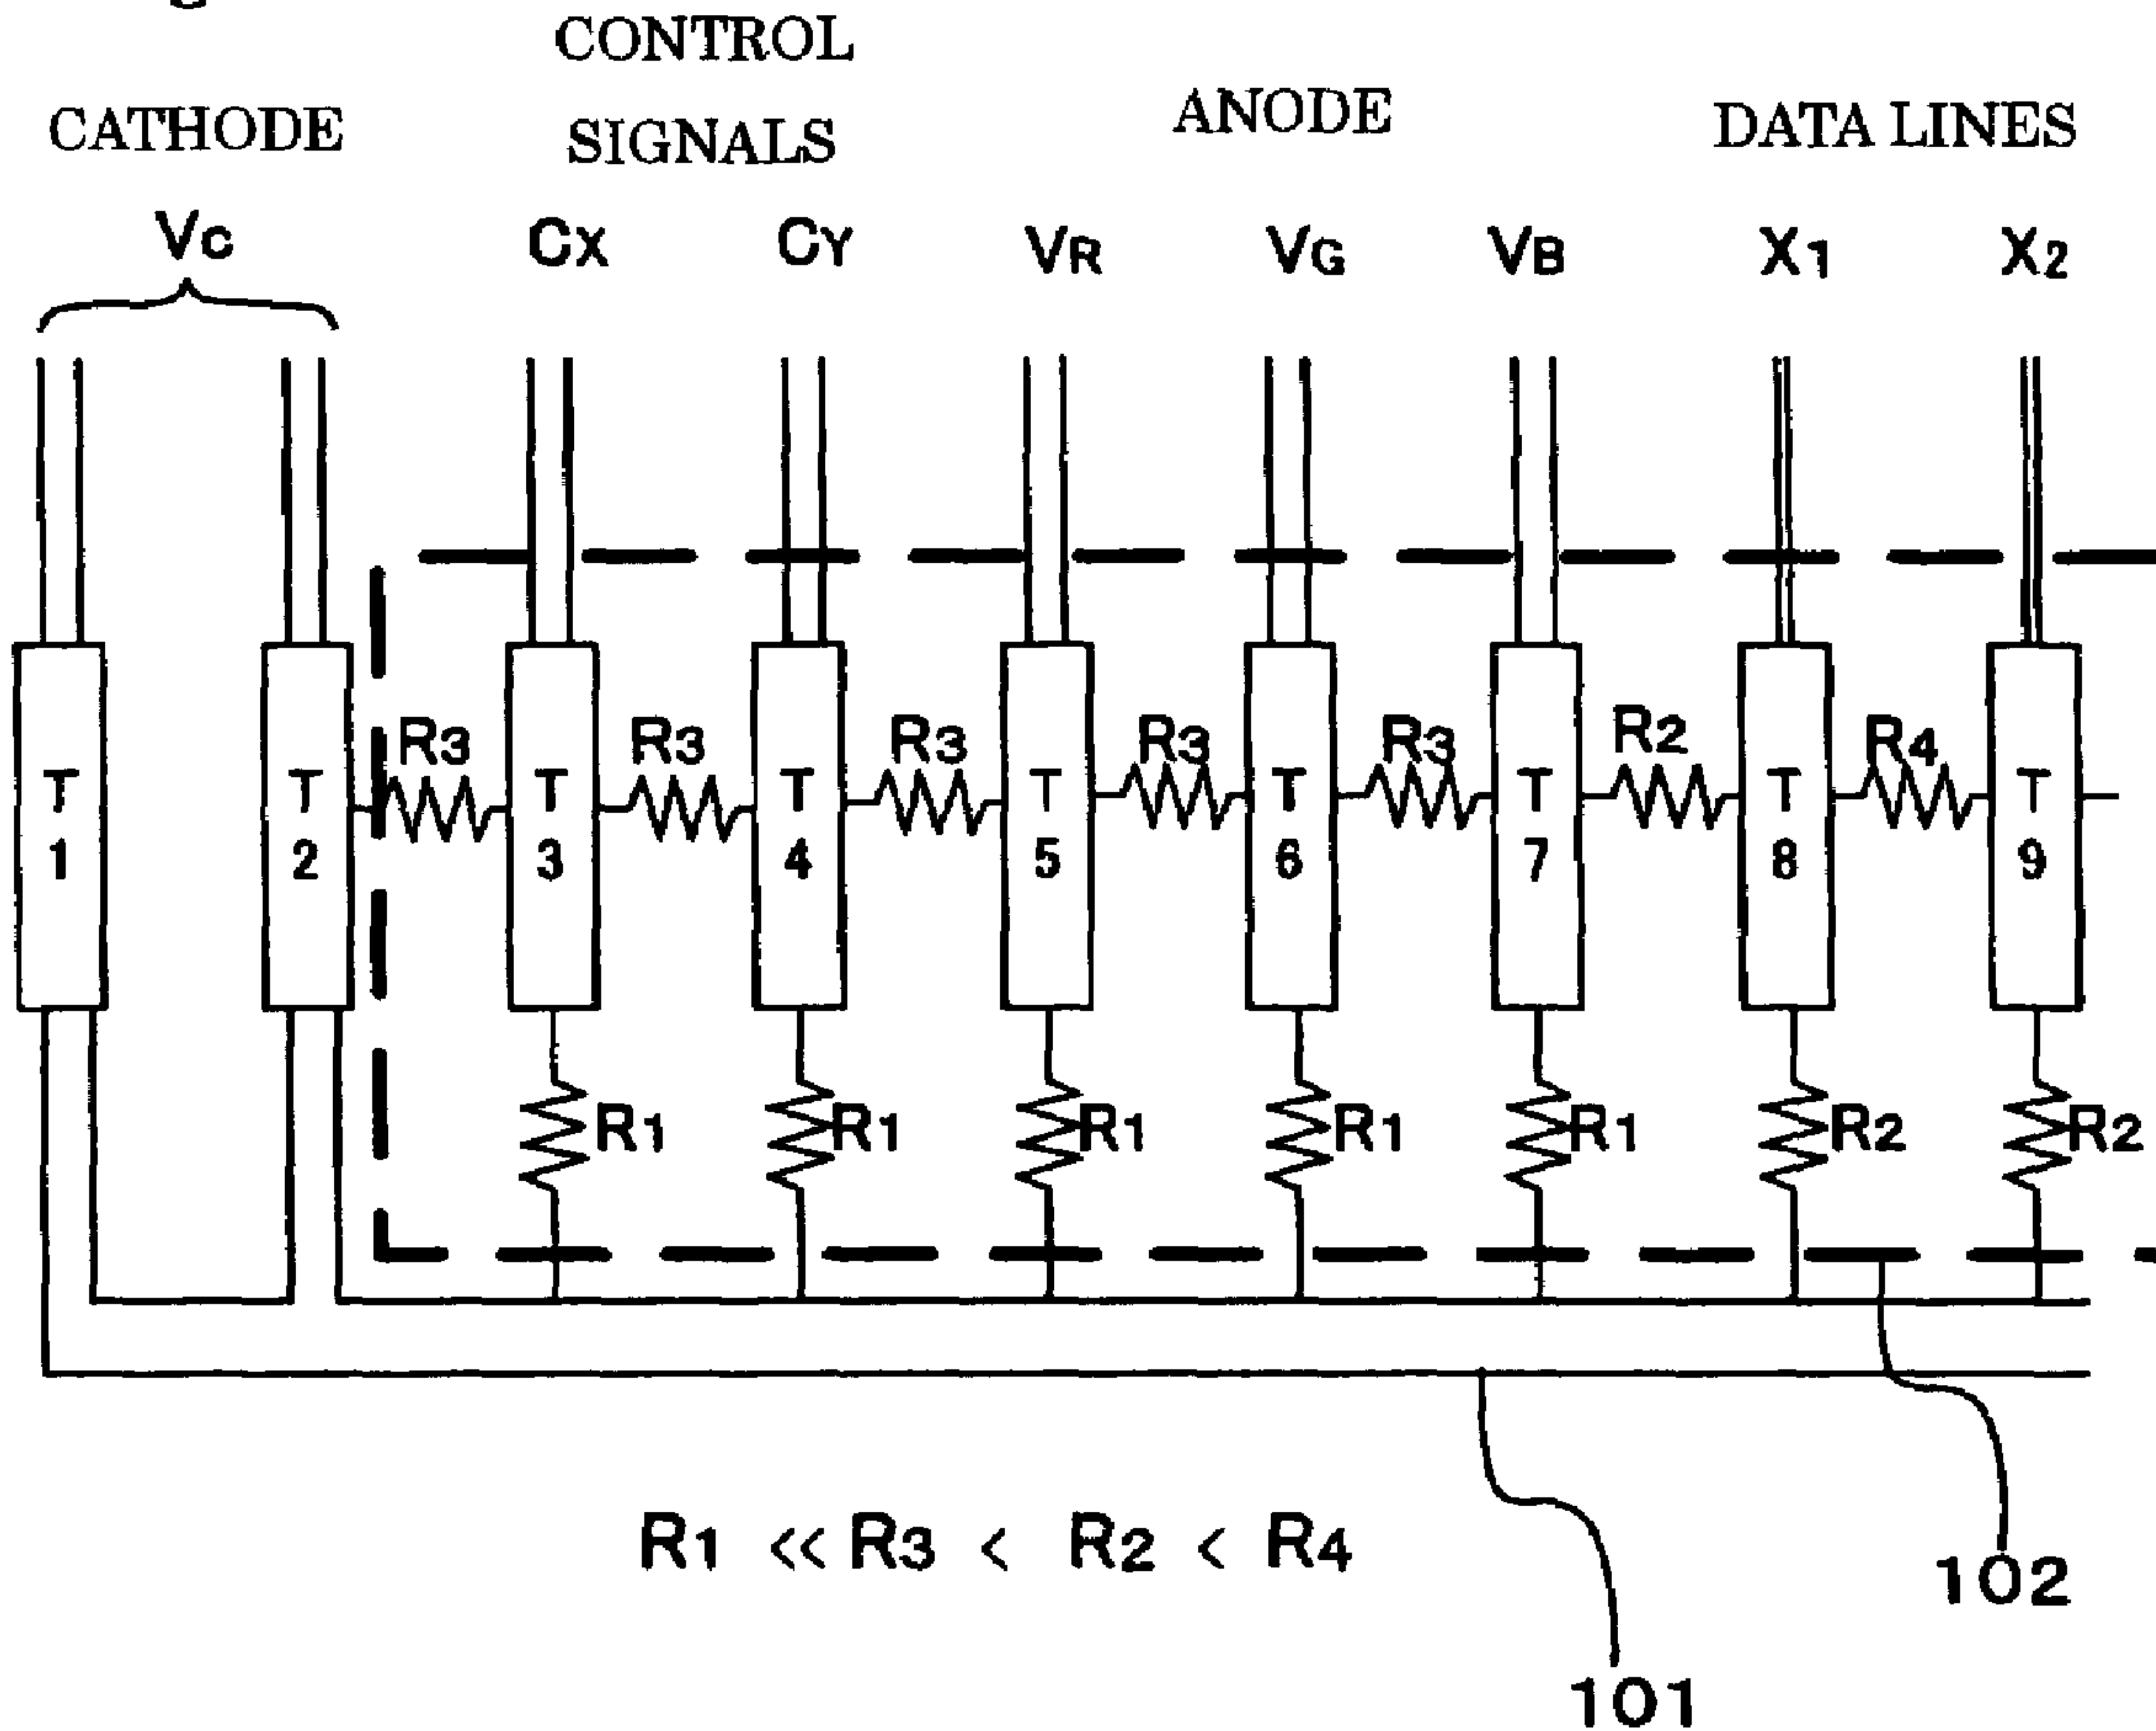 CONTROL
CATHODE SIGNALS ANODE DATA LINES
VC CX CY VR VG VB X1 X2
R3 R3 R3 R3 R3 R2 R4
T T T T T T T T T
1 2 3 4 5 6 7 8 9
R1 R1 R1 R1 R1 R2 R2
R1 << R3 < R2 < R4
102
101